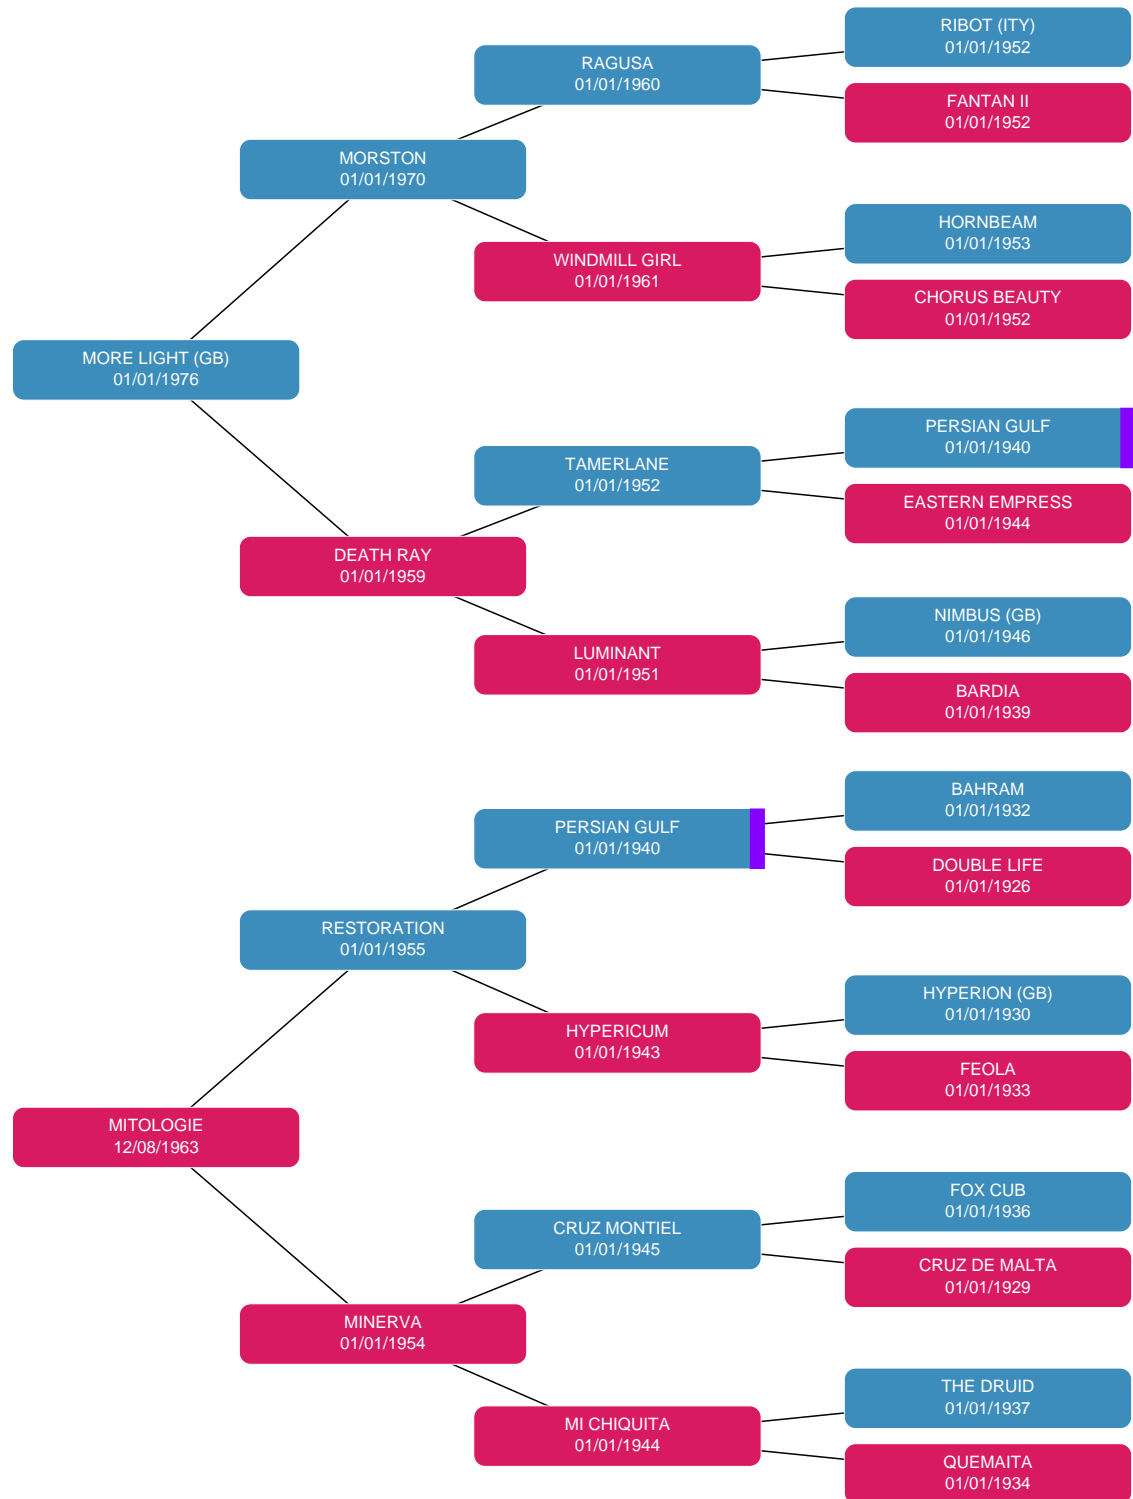 RIBOT (ITY)
01/01/1952
RAGUSA
01/01/1960
FANTAN II
01/01/1952
MORSTON
01/01/1970
HORNBEAM
01/01/1953
WINDMILL GIRL
01/01/1961
CHORUS BEAUTY
01/01/1952
MORE LIGHT (GB)
01/01/1976
PERSIAN GULF
01/01/1940
TAMERLANE
01/01/1952
EASTERN EMPRESS
01/01/1944
DEATH RAY
01/01/1959
NIMBUS (GB)
01/01/1946
LUMINANT
01/01/1951
BARDIA
01/01/1939
BAHRAM
01/01/1932
PERSIAN GULF
01/01/1940
DOUBLE LIFE
01/01/1926
RESTORATION
01/01/1955
HYPERION (GB)
01/01/1930
HYPERICUM
01/01/1943
FEOLA
01/01/1933
MITOLOGIE
12/08/1963
FOX CUB
01/01/1936
CRUZ MONTIEL
01/01/1945
CRUZ DE MALTA
01/01/1929
MINERVA
01/01/1954
THE DRUID
01/01/1937
MI CHIQUITA
01/01/1944
QUEMAITA
01/01/1934